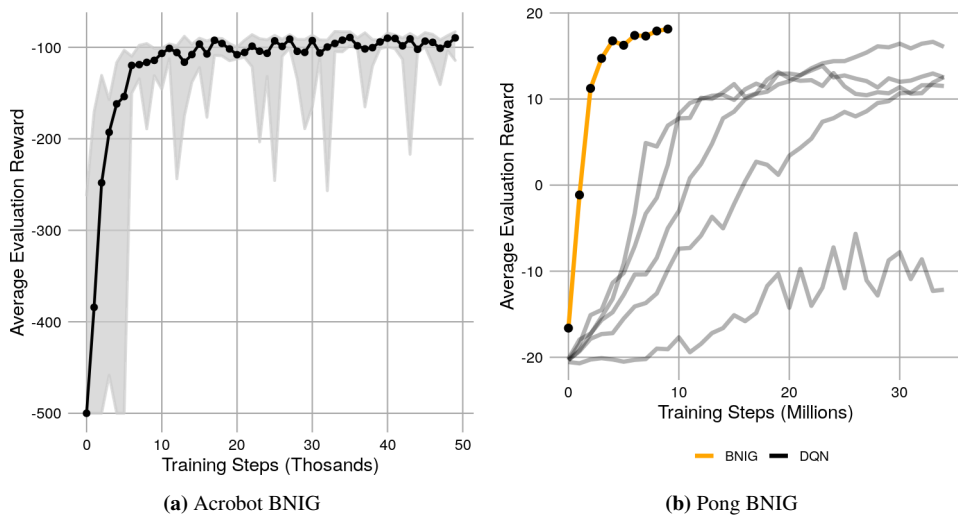 -100
-200
-300
-400
-500
0 10 20 30 40 50
Average Evaluation Reward
Training Steps (Thosands)
(a) Acrobot BNIG
20
10
0
-10
-20
0 10 20 30
Average Evaluation Reward
Training Steps (Millions)
BNIG DQN
(b) Pong BNIG